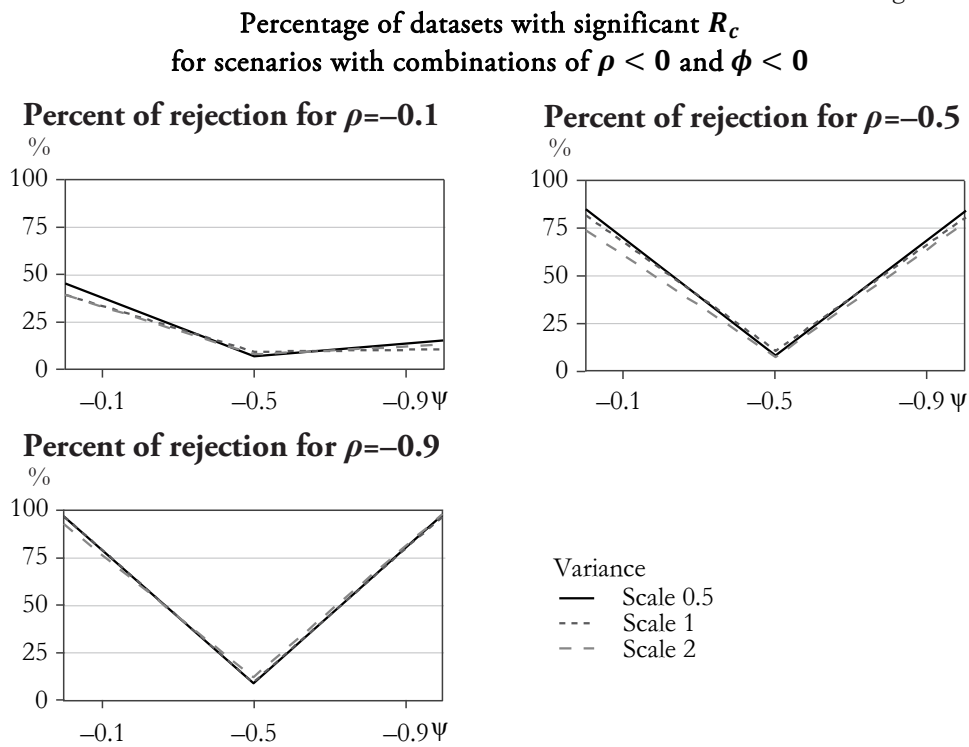 Percentage of datasets with significant R_c
for scenarios with combinations of ρ < 0 and ϕ < 0
Percent of rejection for ρ=–0.1
%
100
75
50
25
0
–0.1 –0.5 –0.9 ψ
Percent of rejection for ρ=–0.5
%
100
75
50
25
0
–0.1 –0.5 –0.9 ψ
Percent of rejection for ρ=–0.9
%
100
75
50
25
0
–0.1 –0.5 –0.9 ψ
Variance
Scale 0.5
Scale 1
Scale 2